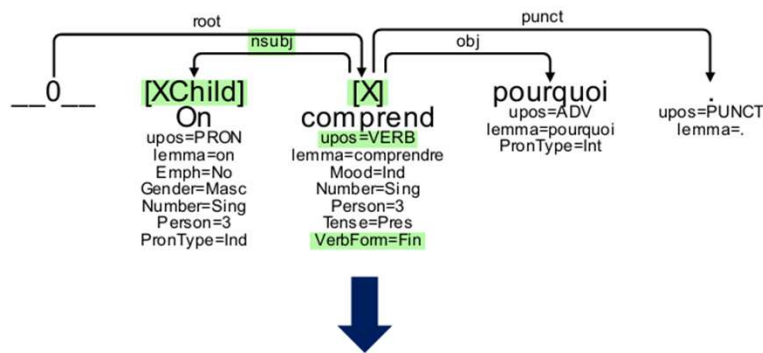 root
punct
nsubj
obj
__0__
[XChild]
On
upos=PRON
lemma=on
Emph=No
Gender=Masc
Number=Sing
Person=3
PronType=Ind
[X]
comprend
upos=VERB
lemma=comprendre
Mood=Ind
Number=Sing
Person=3
Tense=Pres
VerbForm=Fin
pourquoi
upos=ADV
lemma=pourquoi
PronType=Int
.
upos=PUNCT
lemma=.